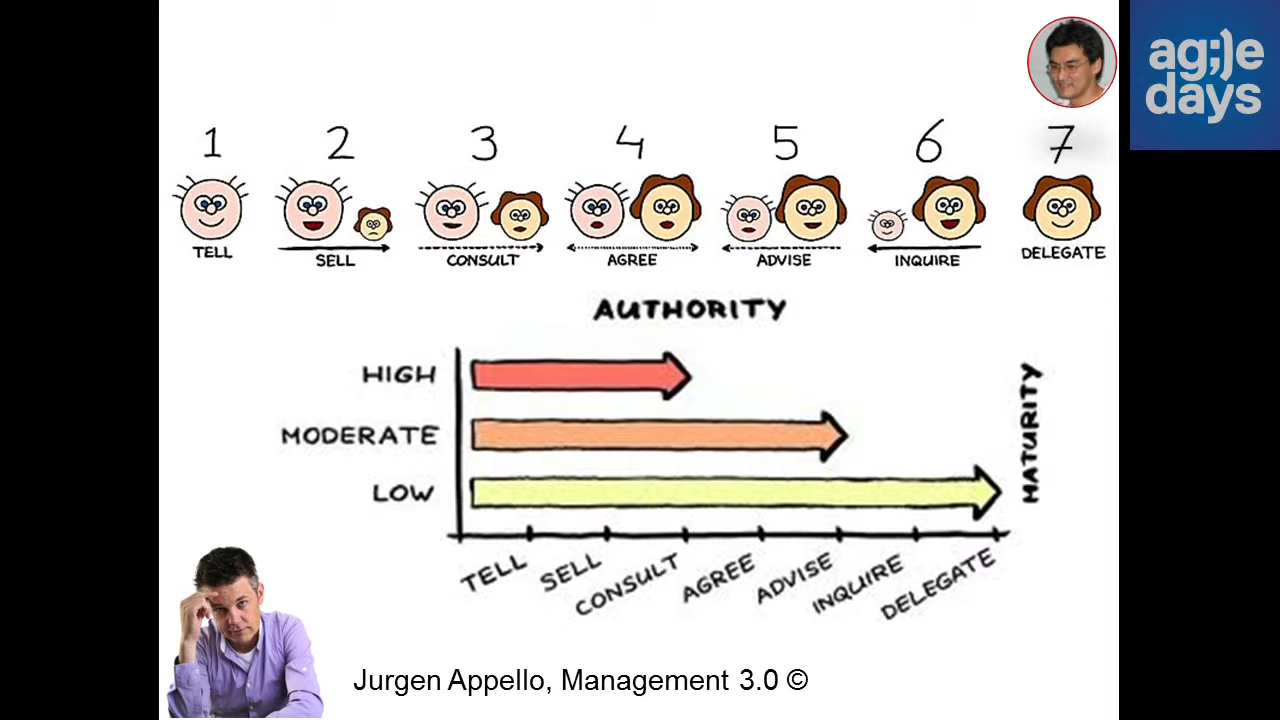 ag;)e
days
1 2 3 4 5 6 7
TELL SELL CONSULT AGREE ADVISE INQUIRE DELEGATE
AUTHORITY
HIGH
MODERATE
LOW
MATURITY
TELL SELL CONSULT AGREE ADVISE INQUIRE DELEGATE
Jurgen Appello, Management 3.0 ©